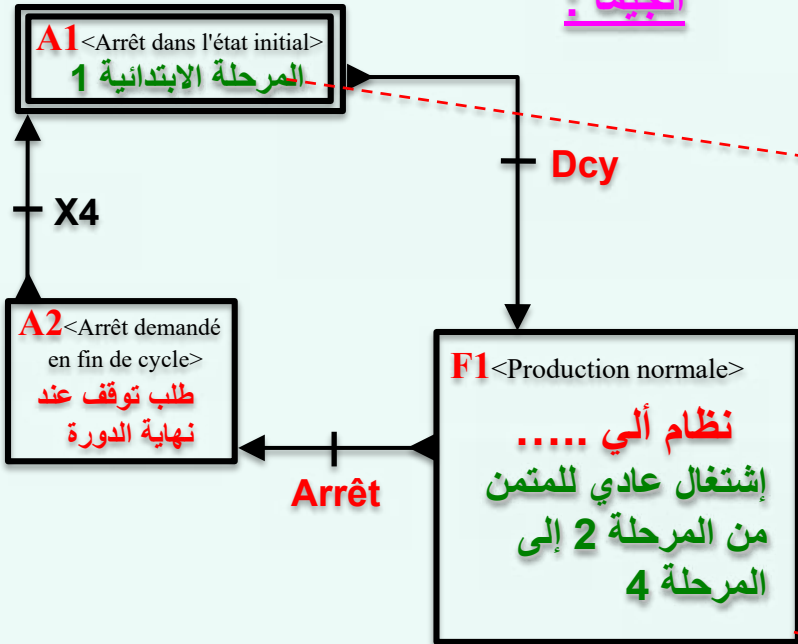 الجيما :
A1<Arrêt dans l'état initial>
المرحلة الابتدائية 1
Dcy
X4
A2<Arrêt demandé
en fin de cycle>
طلب توقف عند
نهاية الدورة
Arrêt
F1<Production normale>
نظام ألي .....
إشتغال عادي للمتمن
من المرحلة 2 إلى
المرحلة 4